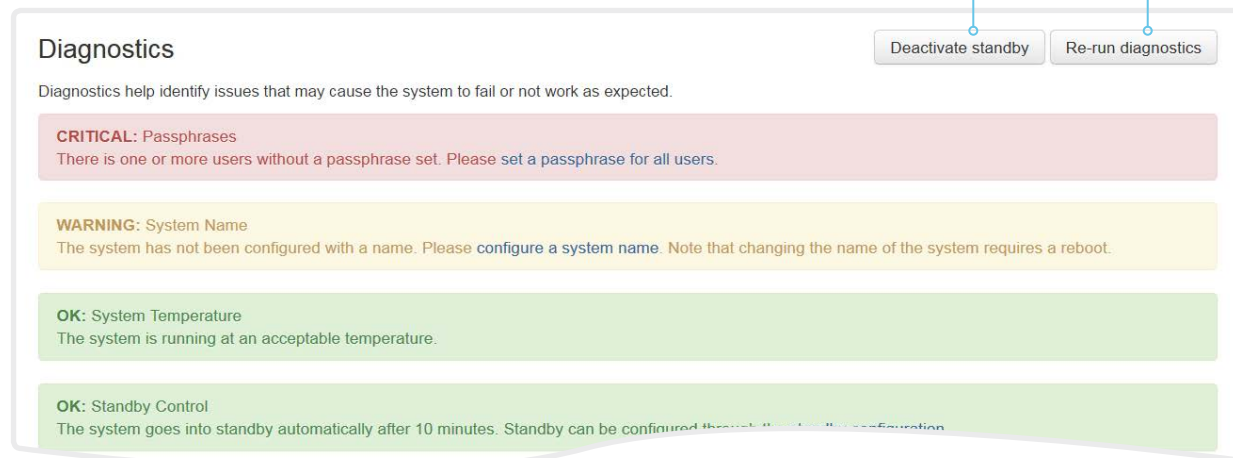 Diagnostics
Deactivate standby
Re-run diagnostics
Diagnostics help identify issues that may cause the system to fail or not work as expected.
CRITICAL: Passphrases
There is one or more users without a passphrase set. Please set a passphrase for all users.
WARNING: System Name
The system has not been configured with a name. Please configure a system name. Note that changing the name of the system requires a reboot.
OK: System Temperature
The system is running at an acceptable temperature.
OK: Standby Control
The system goes into standby automatically after 10 minutes. Standby can be configured through the standby configuration